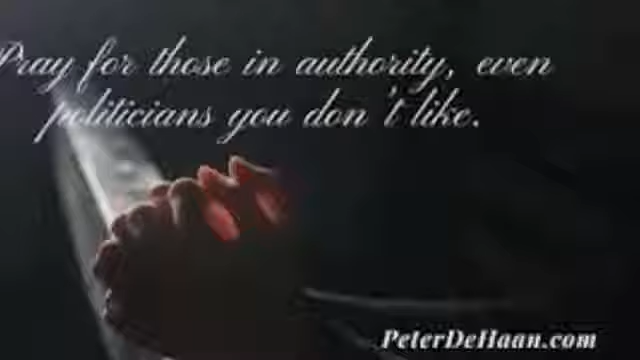 Pray for those in authority, even
politicians you don't like.
PeterDeHaan.com